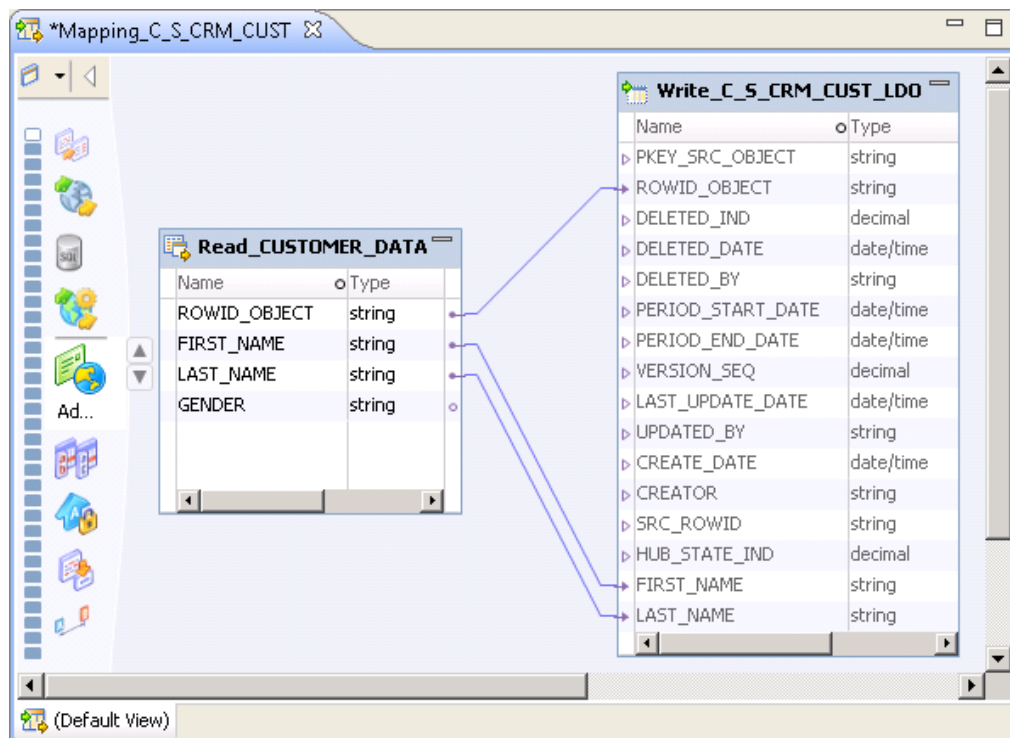 *Mapping_C_S_CRM_CUST
Write_C_S_CRM_CUST_LDO
Name Type
PKEY_SRC_OBJECT string
ROWID_OBJECT string
DELETED_IND decimal
DELETED_DATE date/time
DELETED_BY string
PERIOD_START_DATE date/time
PERIOD_END_DATE date/time
VERSION_SEQ decimal
LAST_UPDATE_DATE date/time
UPDATED_BY string
CREATE_DATE date/time
CREATOR string
SRC_ROWID string
HUB_STATE_IND decimal
FIRST_NAME string
LAST_NAME string
Read_CUSTOMER_DATA
Name Type
ROWID_OBJECT string
FIRST_NAME string
LAST_NAME string
GENDER string
SQL
Ad...
(Default View)